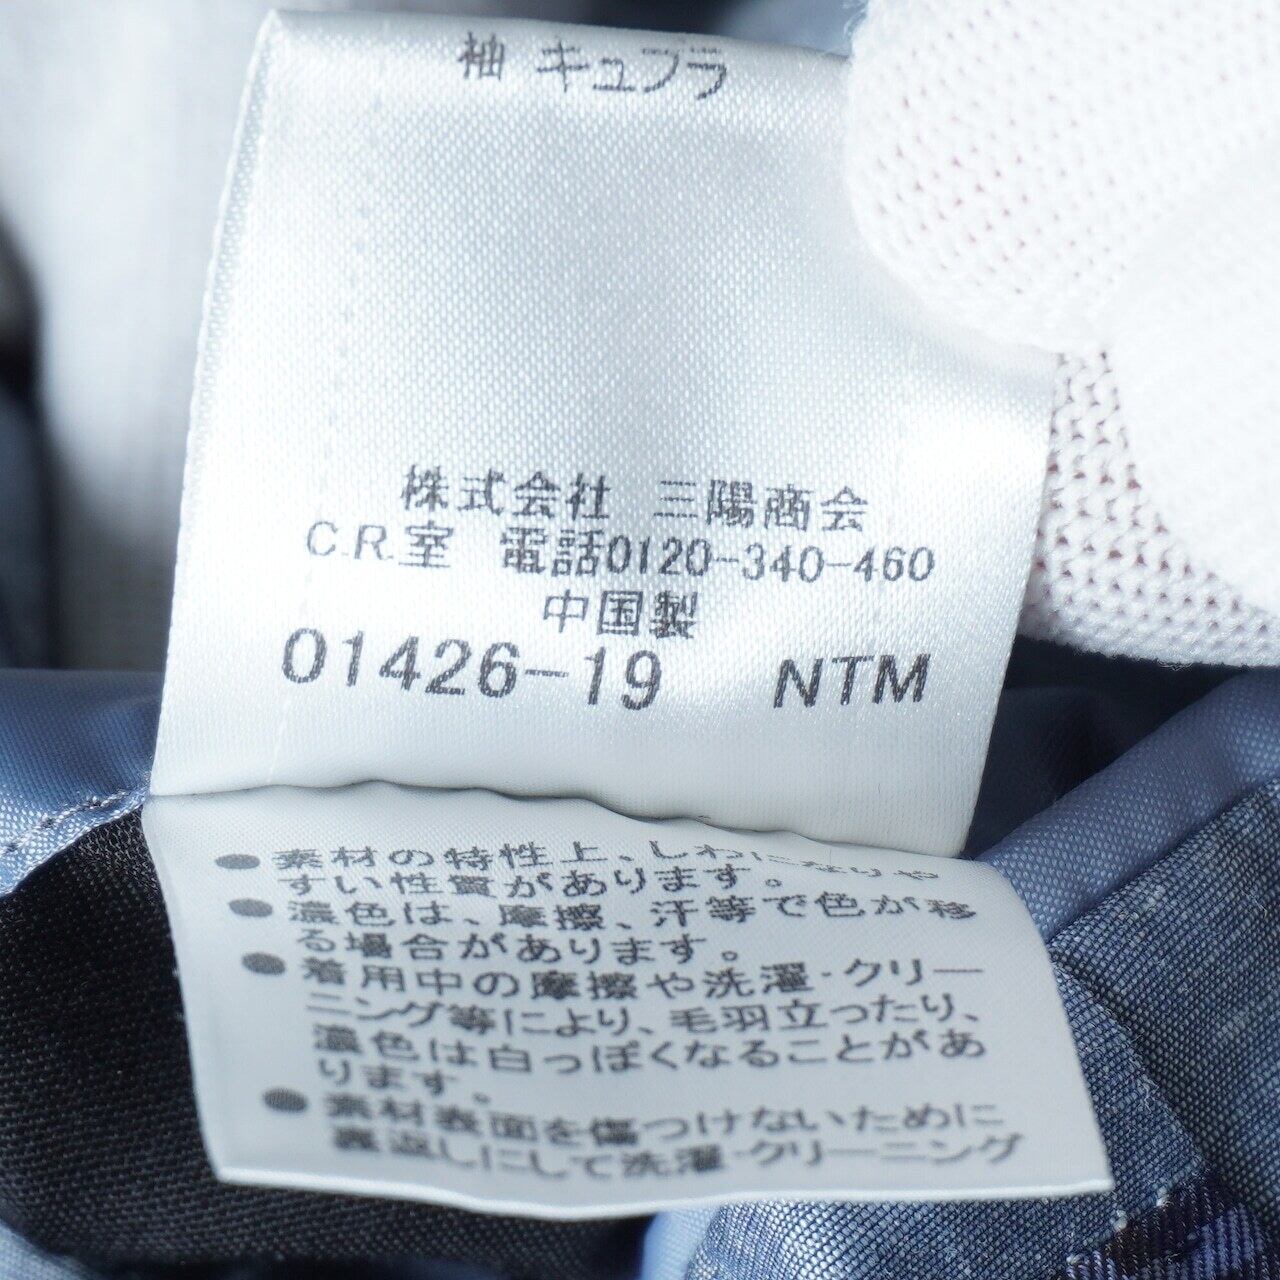 袖 キュプラ
株式会社 三陽商会
C.R.室 電話0120-340-460
中国製
01426-19 NTM
●素材の特性上、しわになりや
すい性質があります。
●濃色は、摩擦、汗等で色が移
る場合があります。
●着用中の摩擦や洗濯・クリー
ニング等により、毛羽立ったり、
濃色は白っぽくなることがあ
ります。
●素材表面を傷つけないために
裏返しにして洗濯・クリーニング